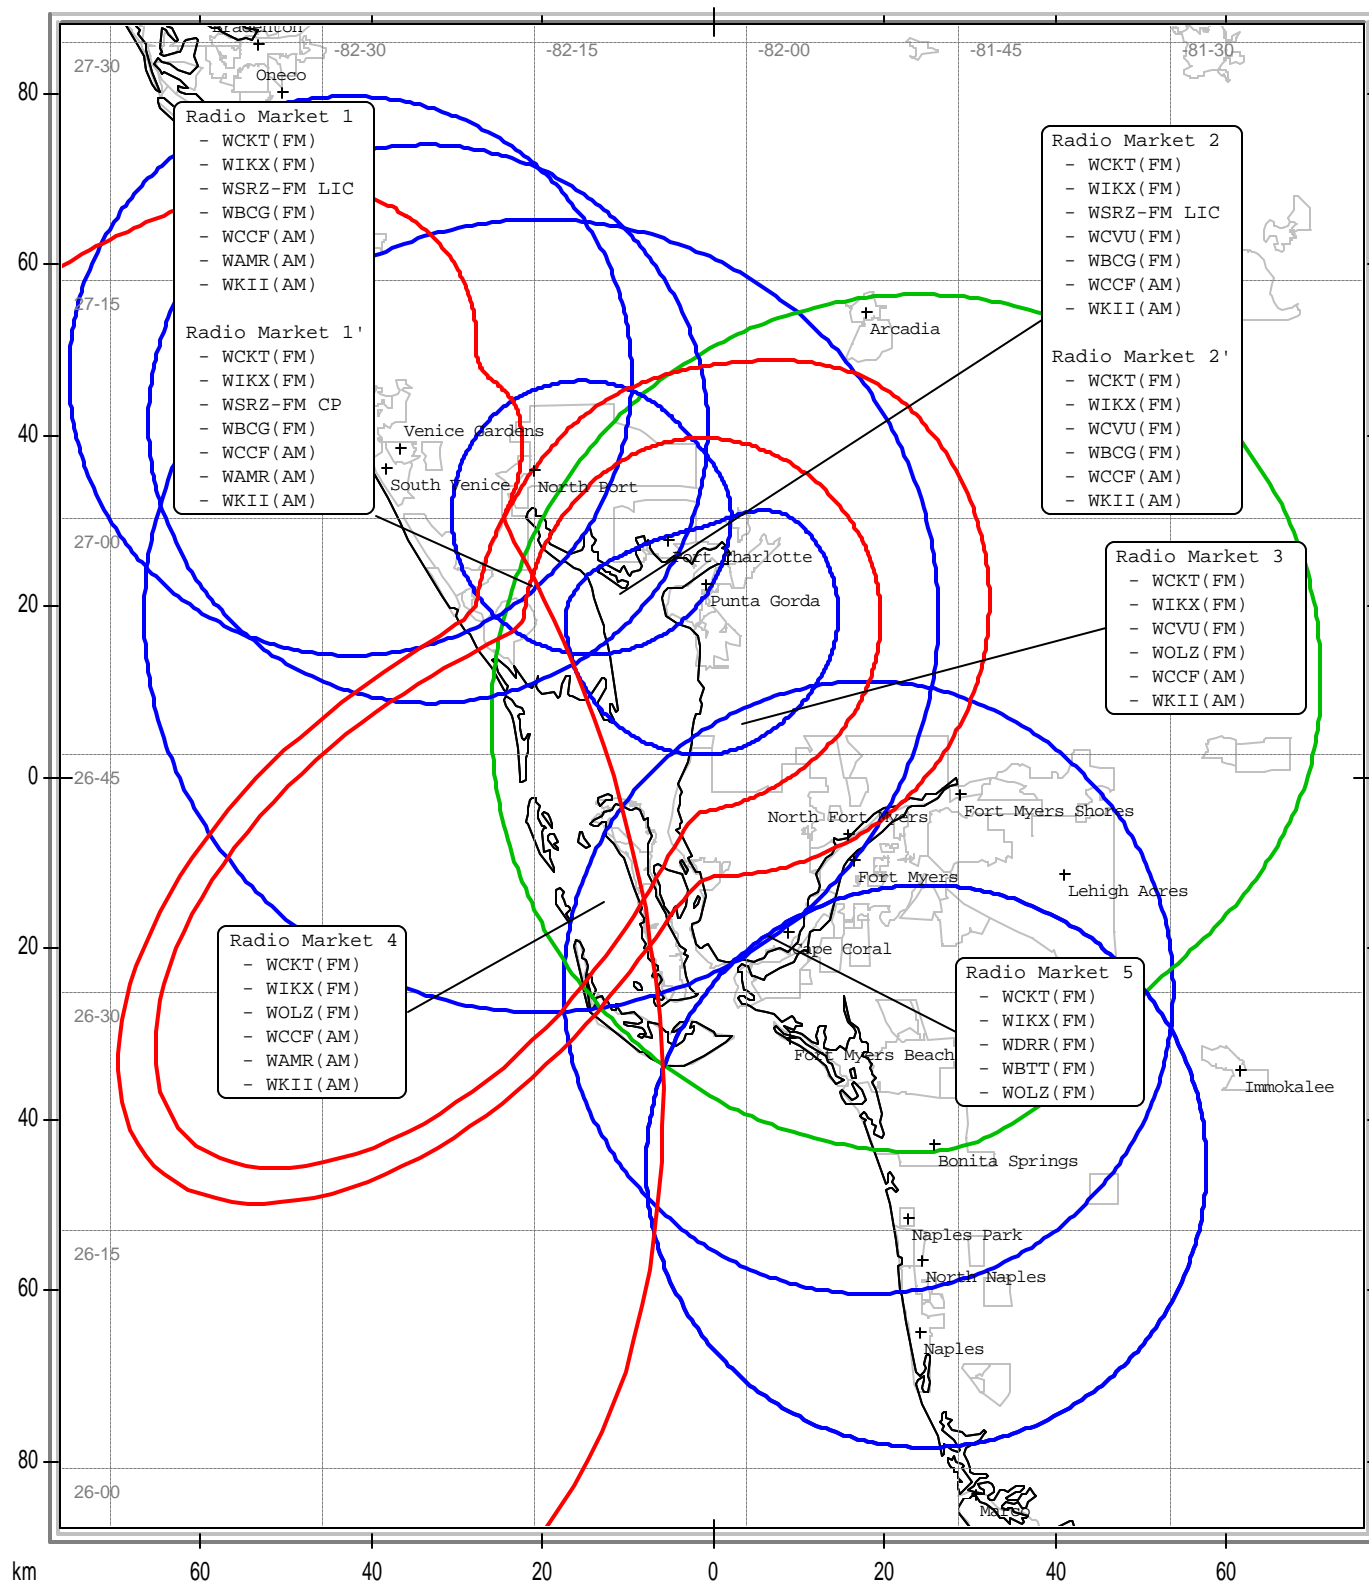 Bradenton
-82-30
-82-15
-82-00
-81-45
-81-30
27-30
Oneco
80
Radio Market 1
- WCKT(FM)
- WIKX(FM)
- WSRZ-FM LIC
- WBCG(FM)
- WCCF(AM)
- WAMR(AM)
- WKII(AM)
Radio Market 1'
- WCKT(FM)
- WIKX(FM)
- WSRZ-FM CP
- WBCG(FM)
- WCCF(AM)
- WAMR(AM)
- WKII(AM)
Radio Market 2
- WCKT(FM)
- WIKX(FM)
- WSRZ-FM LIC
- WCVU(FM)
- WBCG(FM)
- WCCF(AM)
- WKII(AM)
Radio Market 2'
- WCKT(FM)
- WIKX(FM)
- WCVU(FM)
- WBCG(FM)
- WCCF(AM)
- WKII(AM)
60
27-15
Arcadia
40
Venice Gardens
South Venice
North Port
27-00
Port Charlotte
Radio Market 3
- WCKT(FM)
- WIKX(FM)
- WCVU(FM)
- WOLZ(FM)
- WCCF(AM)
- WKII(AM)
20
Punta Gorda
0
26-45
North Fort Myers
Fort Myers Shores
Fort Myers
Lehigh Acres
20
Cape Coral
Radio Market 4
- WCKT(FM)
- WIKX(FM)
- WOLZ(FM)
- WCCF(AM)
- WAMR(AM)
- WKII(AM)
Radio Market 5
- WCKT(FM)
- WIKX(FM)
- WDRR(FM)
- WBTT(FM)
- WOLZ(FM)
26-30
Fort Myers Beach
Immokalee
40
Bonita Springs
Naples Park
26-15
North Naples
60
Naples
80
26-00
Marco
km
60
40
20
0
20
40
60